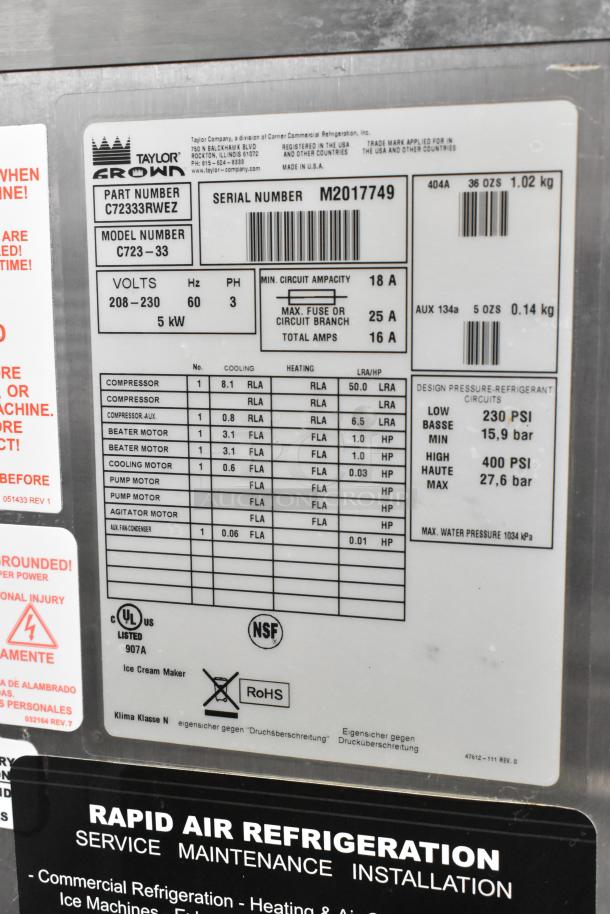 Taylor Company, a division of Carrier Commercial Refrigeration, Inc.
750 N BALCKHAWK BLVD
ROCKTON, ILLINOIS 61072
PH: 815-624-8333
www.taylor-company.com
REGISTERED IN THE USA
AND OTHER COUNTRIES
MADE IN U.S.A.
TRADE MARK APPLIED FOR IN
THE USA AND OTHER COUNTRIES
TAYLOR®
CROWN
PART NUMBER
C72333RWEZ
MODEL NUMBER
C723-33
SERIAL NUMBER M2017749
404A 36 OZS 1.02 kg
AUX 134a 5 OZS 0.14 kg
VOLTS Hz PH
208-230 60 3
5 kW
MIN. CIRCUIT AMPACITY 18 A
MAX. FUSE OR
CIRCUIT BRANCH 25 A
TOTAL AMPS 16 A
No. COOLING HEATING LRA/HP
COMPRESSOR 1 8.1 RLA RLA 50.0 LRA
COMPRESSOR RLA RLA LRA
COMPRESSOR-AUX. 1 0.8 RLA RLA 6.5 LRA
BEATER MOTOR 1 3.1 FLA FLA 1.0 HP
BEATER MOTOR 1 3.1 FLA FLA 1.0 HP
COOLING MOTOR 1 0.6 FLA FLA 0.03 HP
PUMP MOTOR FLA FLA HP
PUMP MOTOR FLA FLA HP
AGITATOR MOTOR FLA FLA HP
AUX. FAN-CONDENSER 1 0.06 FLA 0.01 HP
DESIGN PRESSURE-REFRIGERANT
CIRCUITS
LOW
BASSE
MIN
230 PSI
15,9 bar
HIGH
HAUTE
MAX
400 PSI
27,6 bar
MAX. WATER PRESSURE 1034 kPa
C UL US
LISTED
907A
NSF
Ice Cream Maker
RoHS
Klima Klasse N
eigensicher gegen "Druchsberschreitung"
Eigensicher gegen
Drucküberschreitung
47612-111 REV. 0
WHEN
NE!
ARE
ED!
TIME!
RE
, OR
ACHINE.
ORE
CT!
BEFORE
051433 REV 1
GROUNDED!
PER POWER
ONAL INJURY
AMENTE
A DE ALAMBRADO
DAS.
S PERSONALES
032164 REV. 7
RY
ON
ID
S
RAPID AIR REFRIGERATION
SERVICE MAINTENANCE INSTALLATION
- Commercial Refrigeration - Heating & Air
Ice Machines